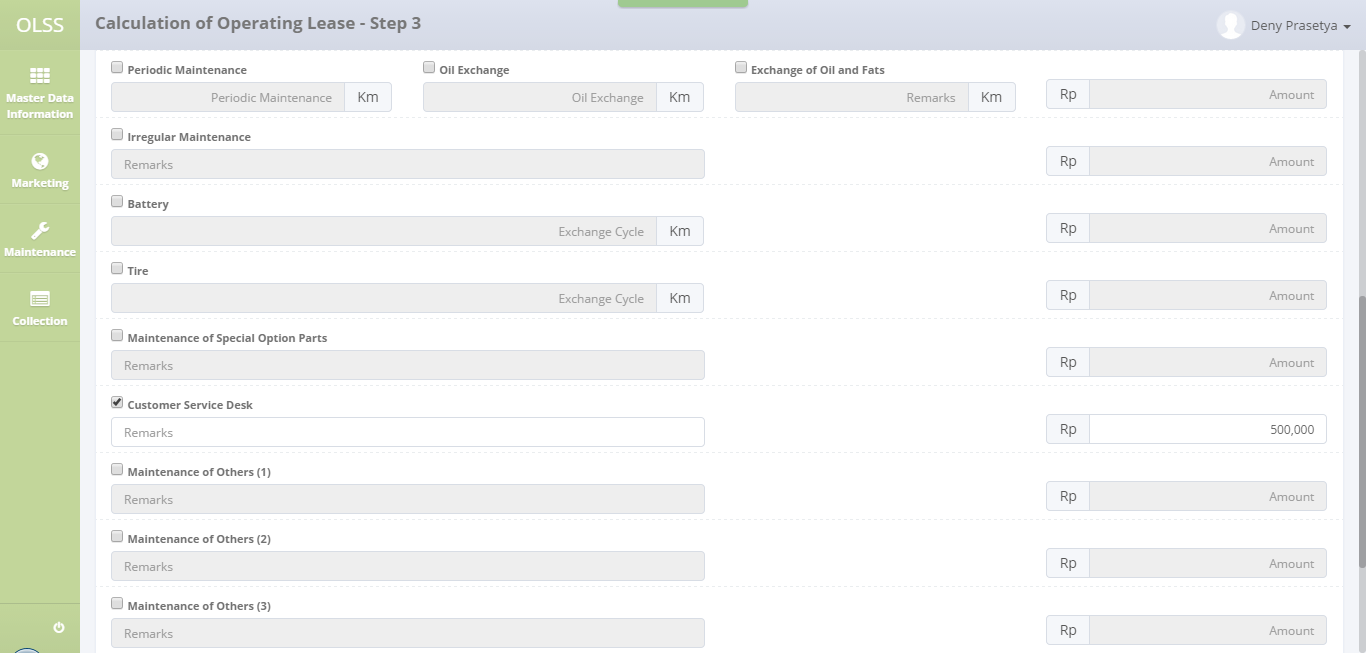 OLSS
Calculation of Operating Lease - Step 3
Deny Prasetya
Master Data
Information
Marketing
Maintenance
Collection
Periodic Maintenance
Oil Exchange
Exchange of Oil and Fats
Periodic Maintenance Km
Oil Exchange Km
Remarks Km
Rp Amount
Irregular Maintenance
Remarks
Rp Amount
Battery
Exchange Cycle Km
Rp Amount
Tire
Exchange Cycle Km
Rp Amount
Maintenance of Special Option Parts
Remarks
Rp Amount
Customer Service Desk
Remarks
Rp 500,000
Maintenance of Others (1)
Remarks
Rp Amount
Maintenance of Others (2)
Remarks
Rp Amount
Maintenance of Others (3)
Remarks
Rp Amount